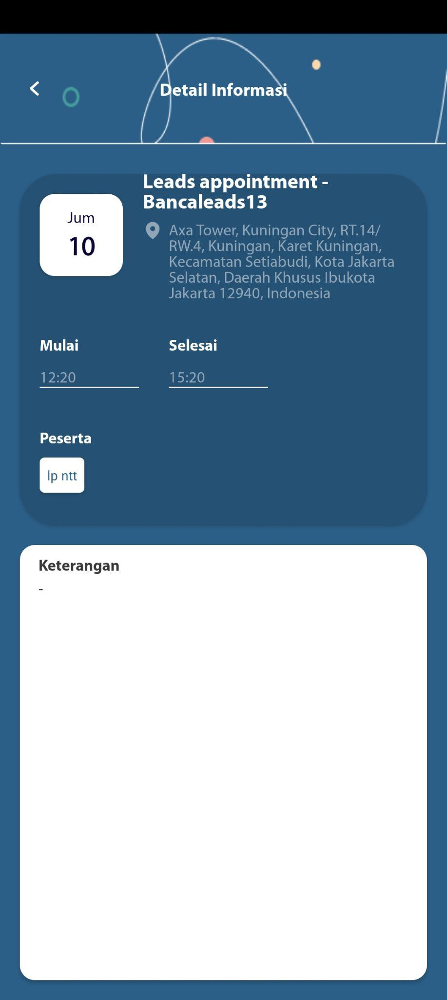 Detail Informasi
Jum
10
Leads appointment -
Bancaleads13
Axa Tower, Kuningan City, RT.14/
RW.4, Kuningan, Karet Kuningan,
Kecamatan Setiabudi, Kota Jakarta
Selatan, Daerah Khusus Ibukota
Jakarta 12940, Indonesia
Mulai
Selesai
12:20
15:20
Peserta
lp ntt
Keterangan
-